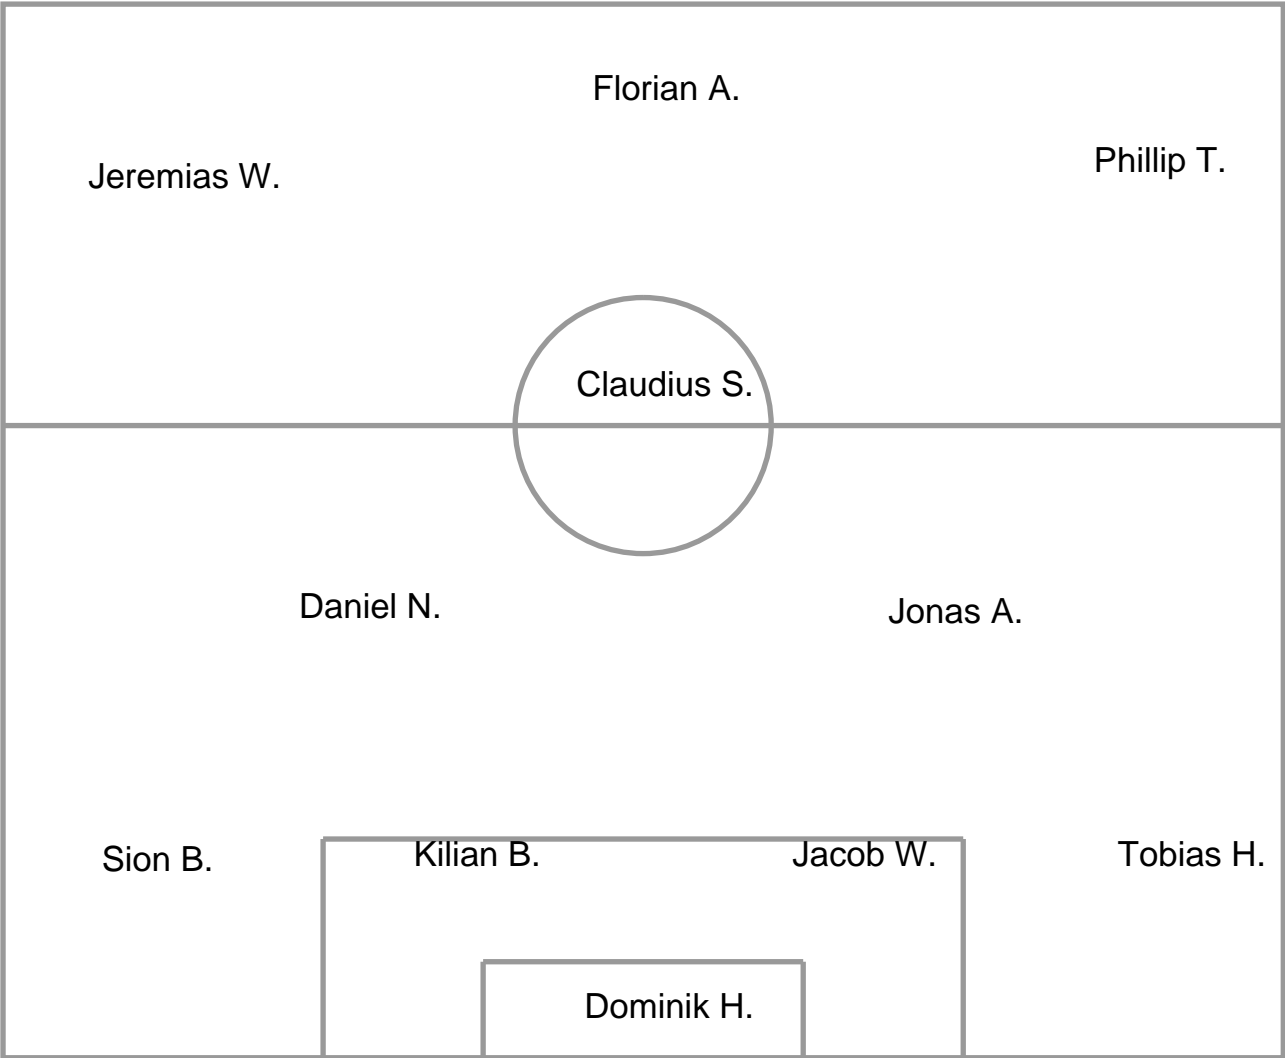 Florian A.
Jeremias W.
Phillip T.
Claudius S.
Daniel N.
Jonas A.
Sion B.
Kilian B.
Jacob W.
Tobias H.
Dominik H.